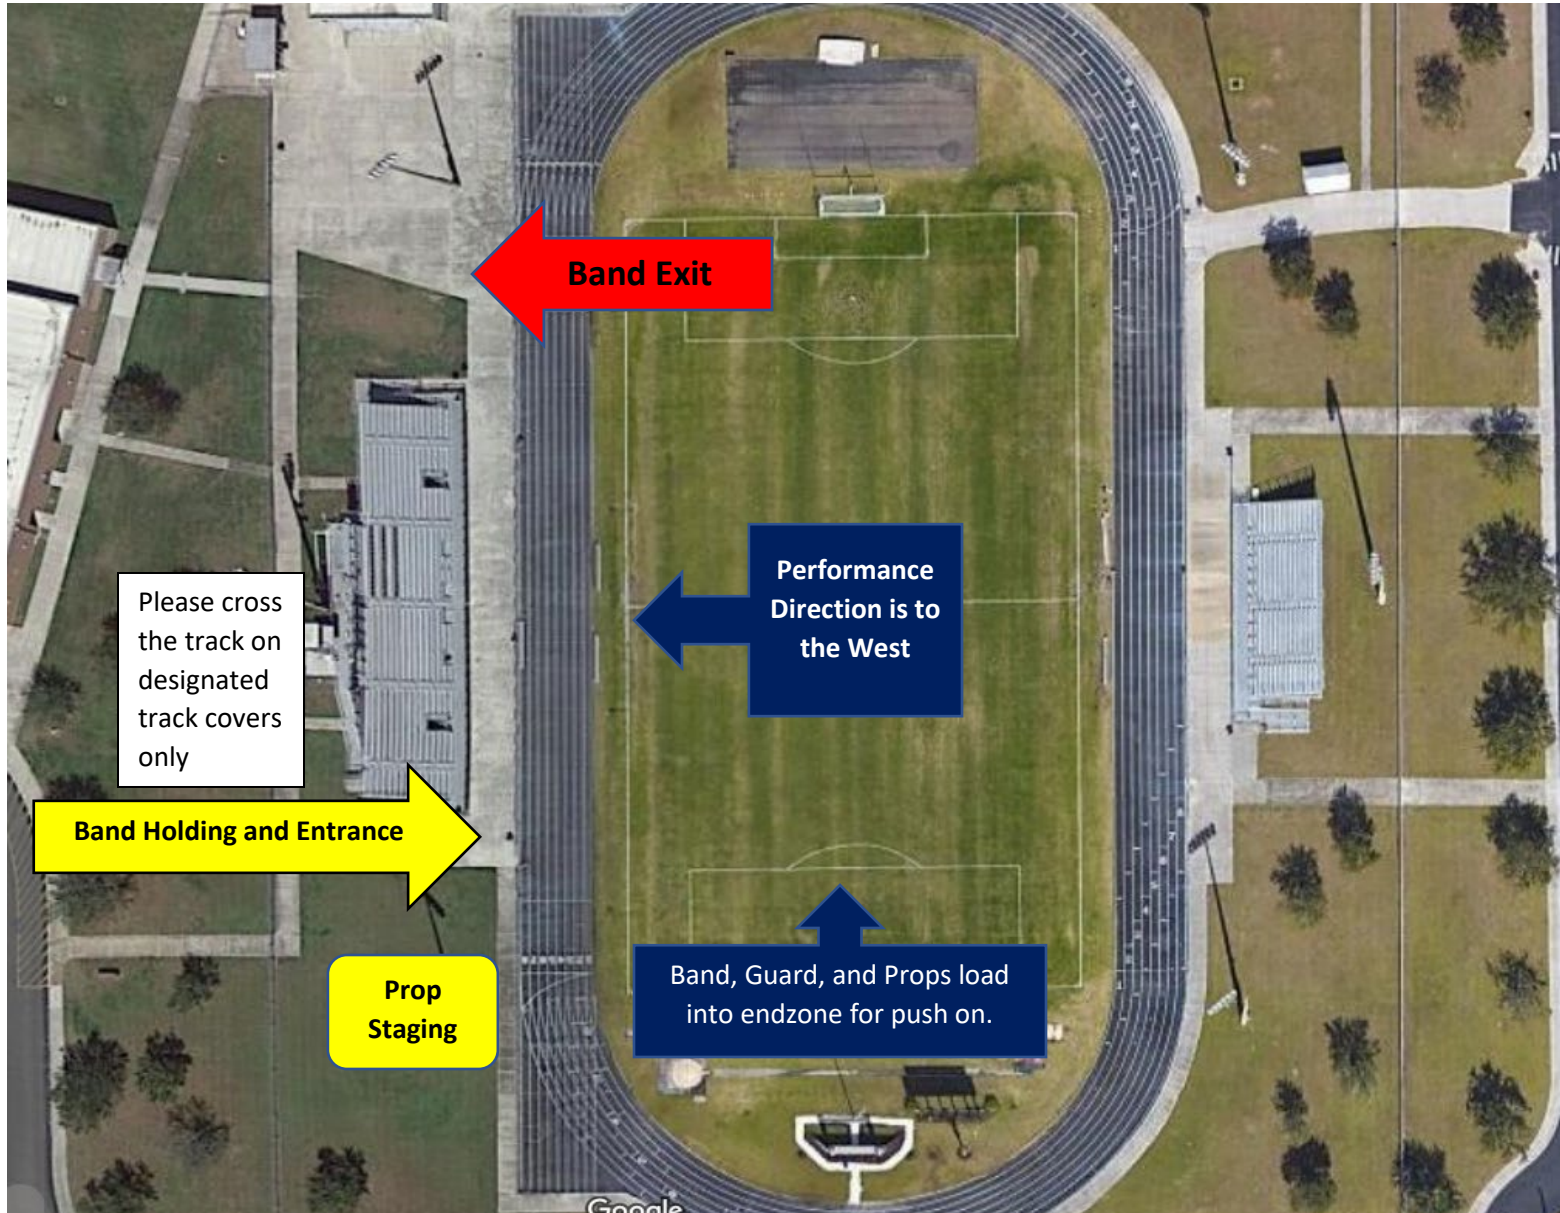 Band Exit
Performance
Direction is to
the West
Please cross
the track on
designated
track covers
only
Band Holding and Entrance
Prop
Staging
Band, Guard, and Props load
into endzone for push on.
Google